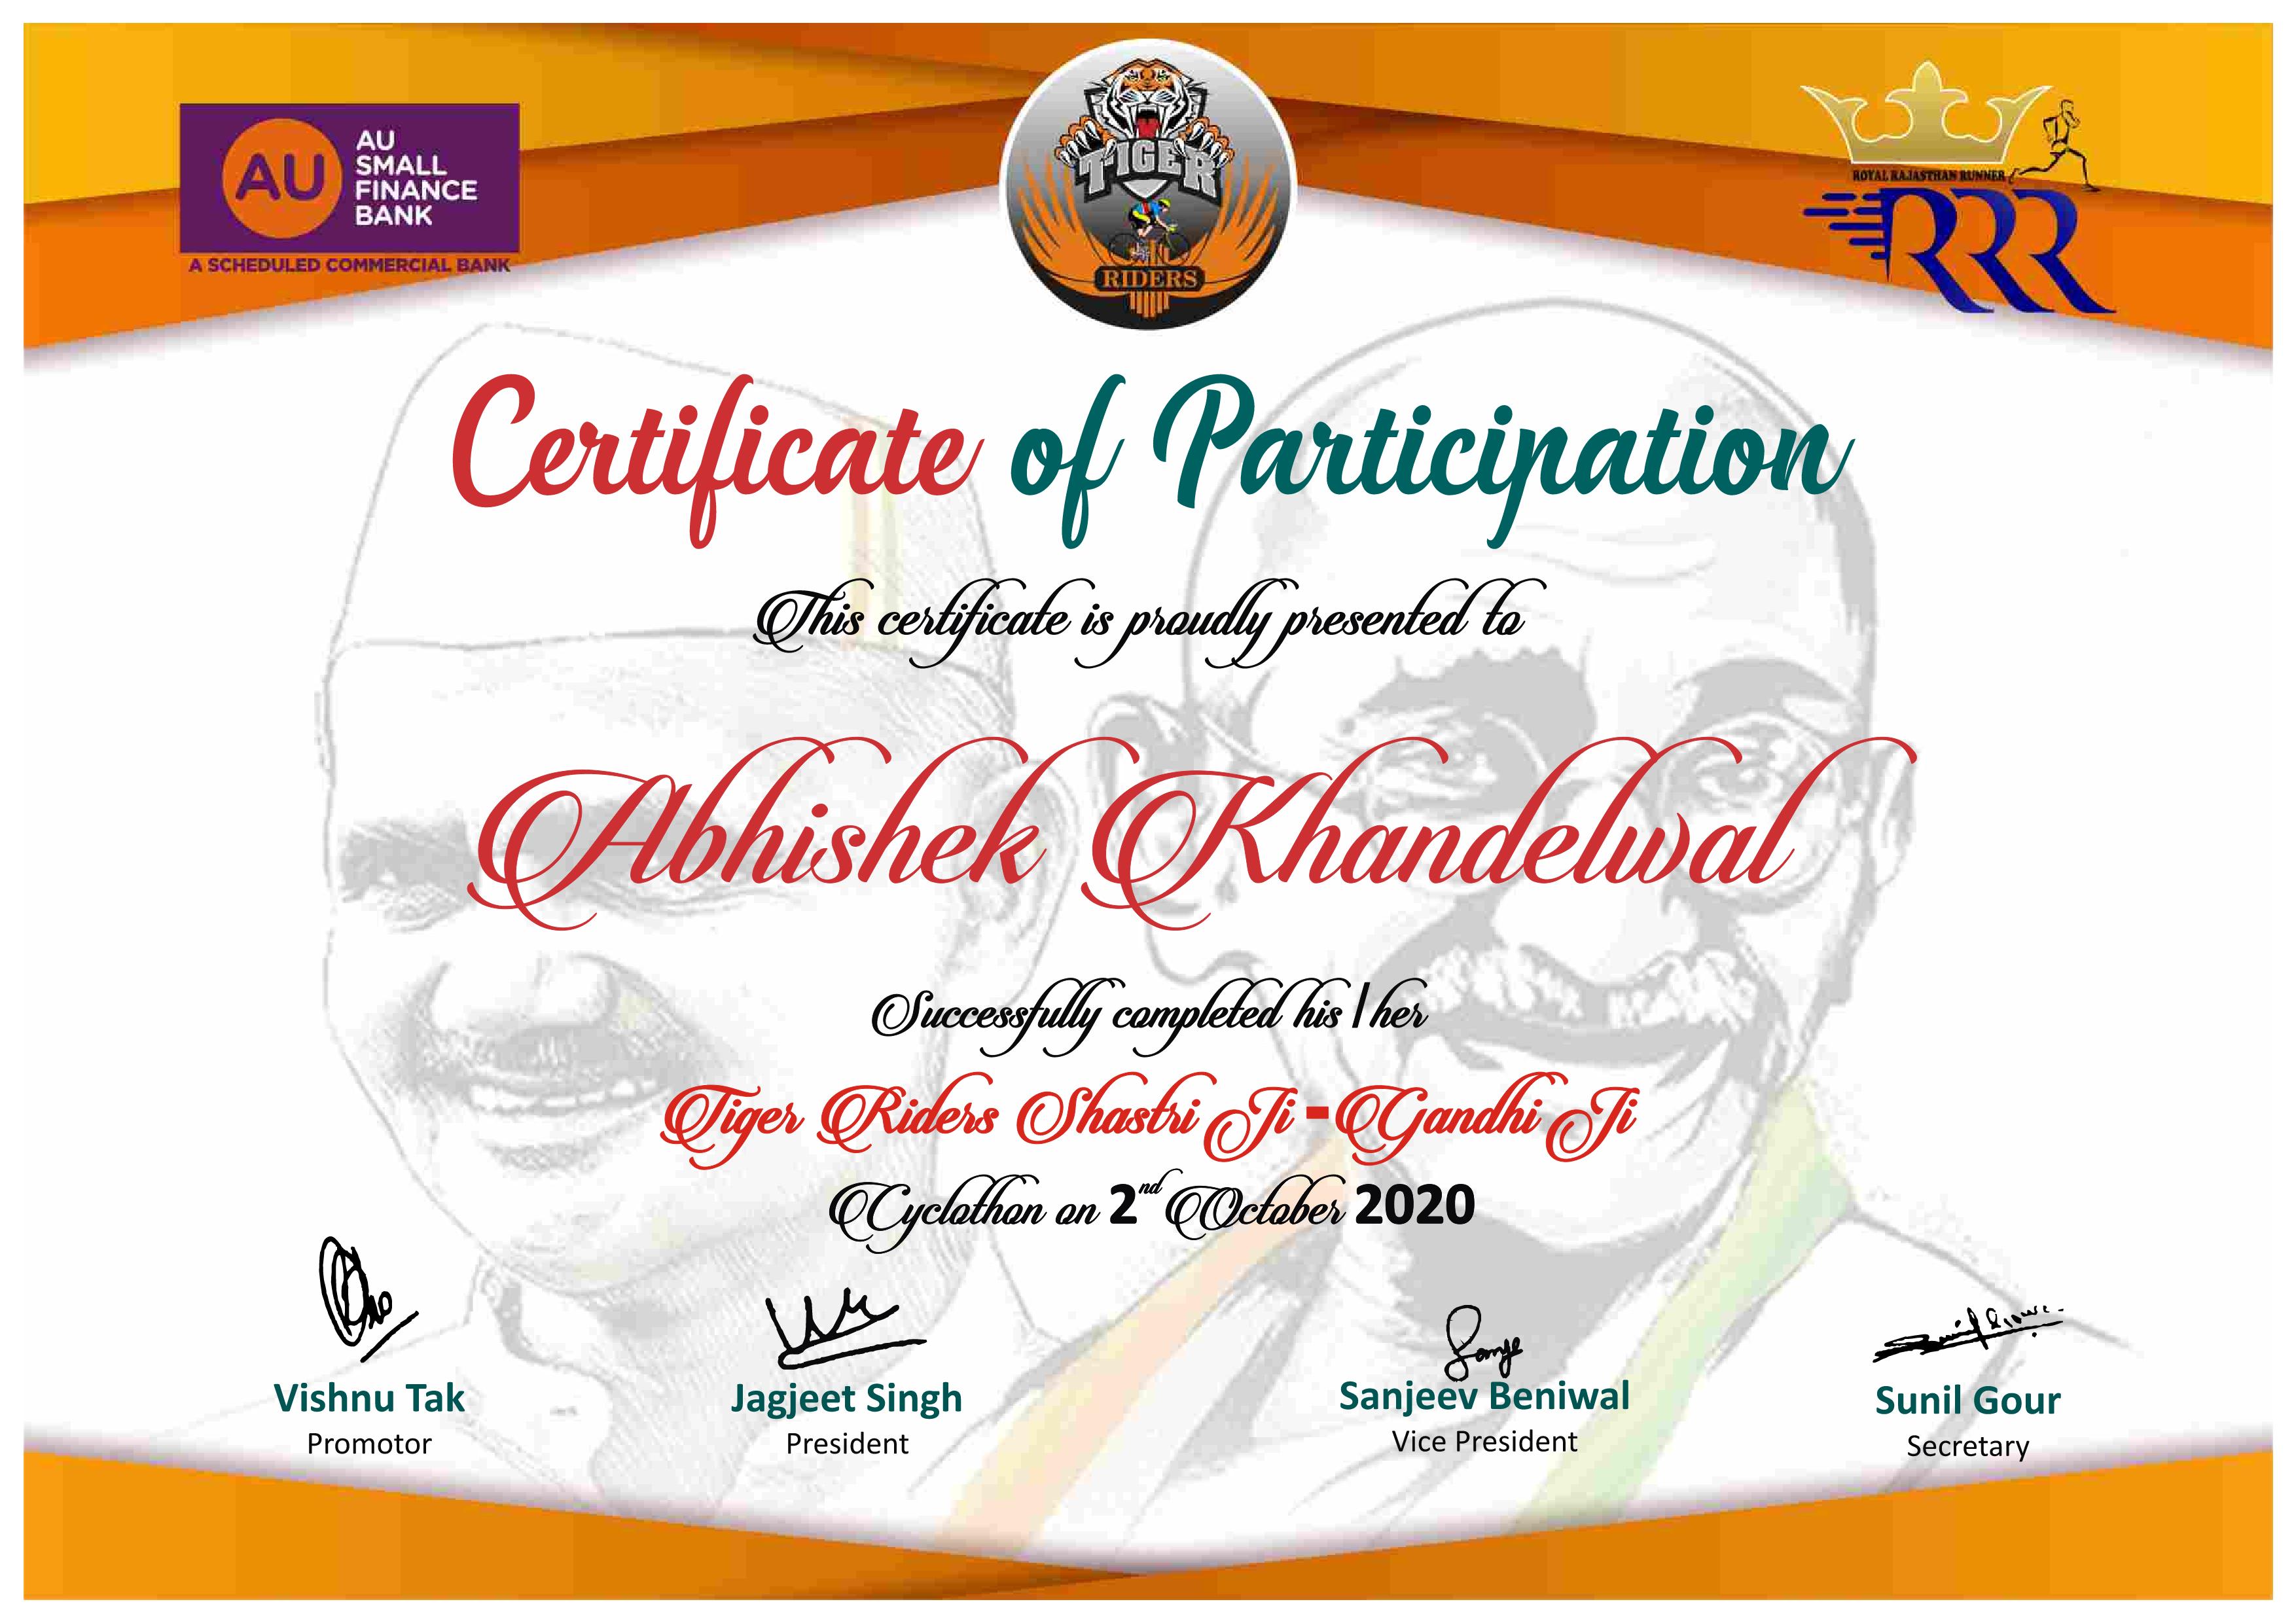 AU
AU
SMALL
FINANCE
BANK
A SCHEDULED COMMERCIAL BANK
TIGER
RIDERS
ROYAL RAJASTHAN RUNNER
RRR
Certificate of Participation
This certificate is proudly presented to
Abhishek Khandelwal
Successfully completed his / her
Tiger Riders Shastri Ji - Gandhi Ji
Cyclothon on 2nd October 2020
Vishnu Tak
Promotor
Jagjeet Singh
President
Sanjeev Beniwal
Vice President
Sunil Gour
Secretary